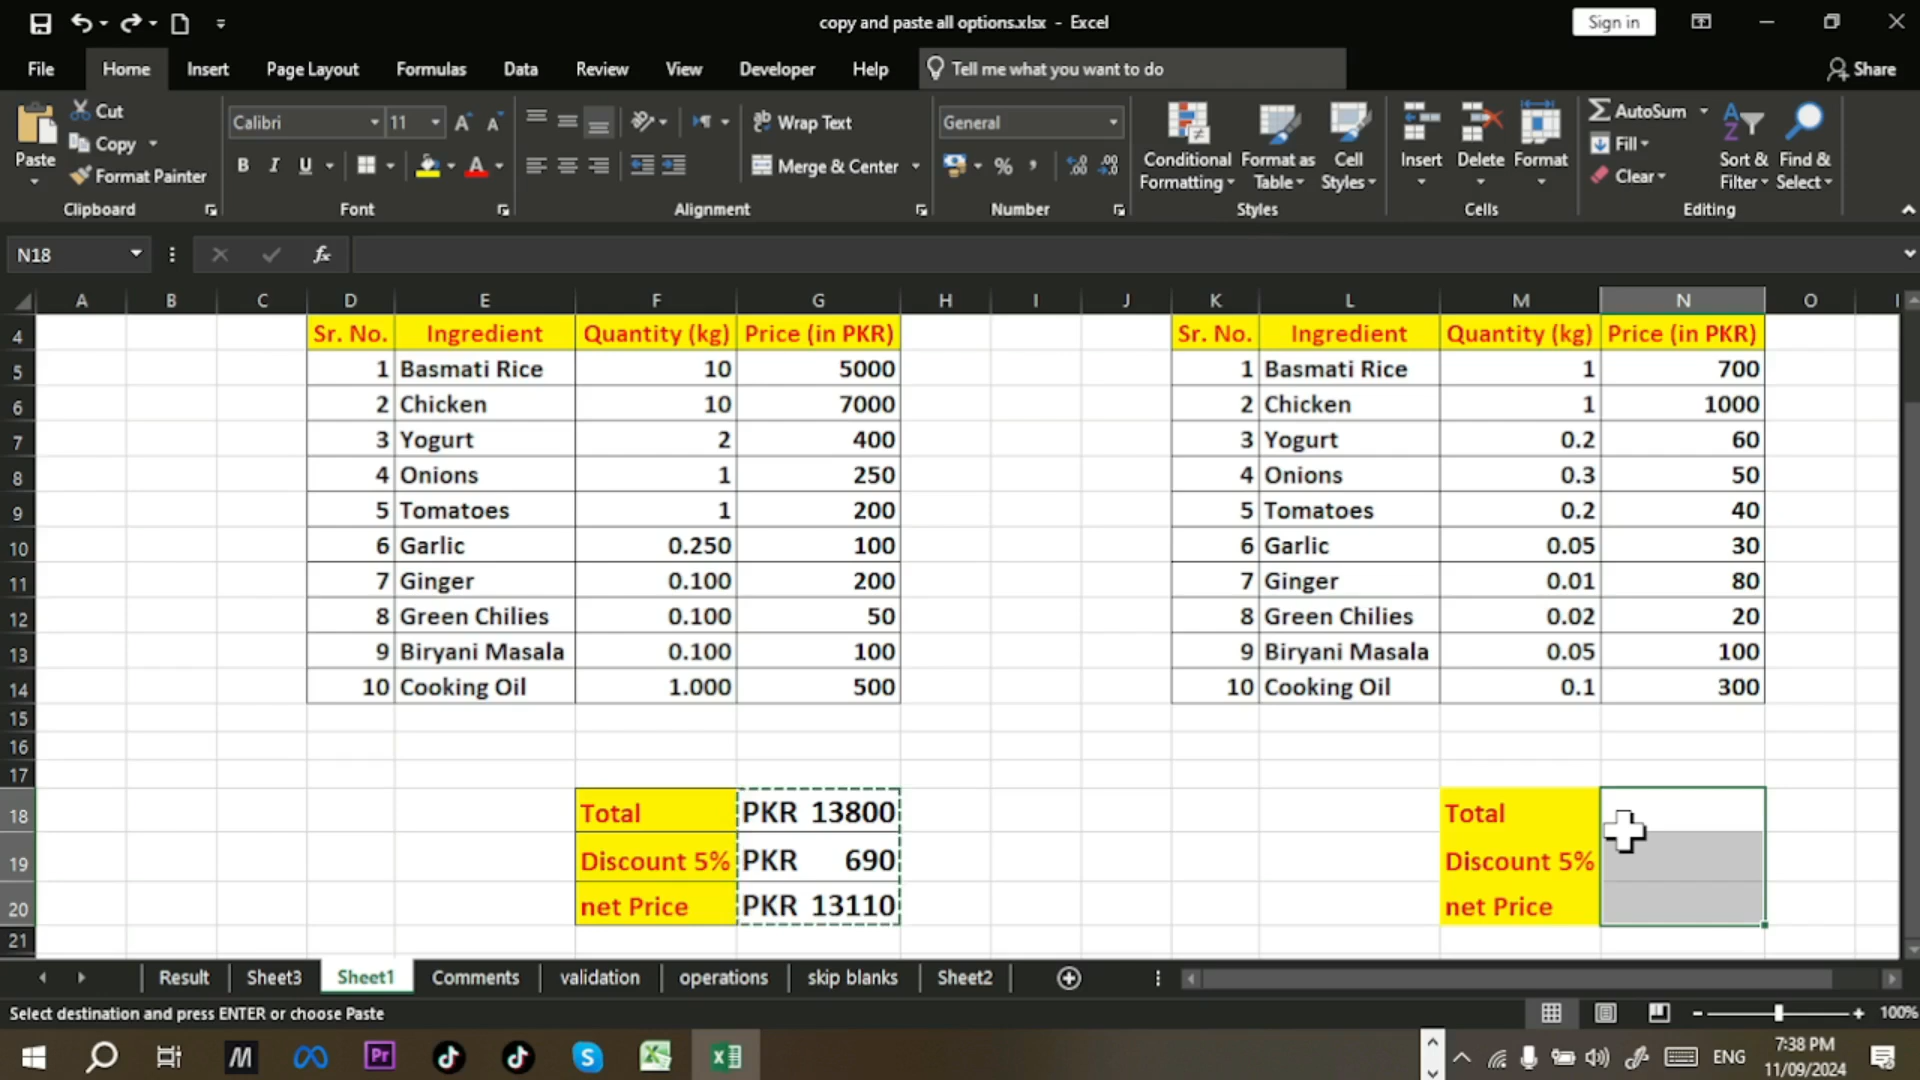 copy and paste all options.xlsx - Excel
Sign in
File Home Insert Page Layout Formulas Data Review View Developer Help Tell me what you want to do Share
Paste Cut Copy Format Painter
Clipboard
Calibri 11
B I U A
Font
Wrap Text
Merge & Center
Alignment
General
% ,
Number
Conditional Formatting
Format as Table
Cell Styles
Styles
Insert Delete Format
Cells
AutoSum
Fill
Clear
Sort & Filter
Find & Select
Editing
N18 fx
A B C D E F G H I J K L M N O
4 Sr. No. Ingredient Quantity (kg) Price (in PKR) Sr. No. Ingredient Quantity (kg) Price (in PKR)
5 1 Basmati Rice 10 5000 1 Basmati Rice 1 700
6 2 Chicken 10 7000 2 Chicken 1 1000
7 3 Yogurt 2 400 3 Yogurt 0.2 60
8 4 Onions 1 250 4 Onions 0.3 50
9 5 Tomatoes 1 200 5 Tomatoes 0.2 40
10 6 Garlic 0.250 100 6 Garlic 0.05 30
11 7 Ginger 0.100 200 7 Ginger 0.01 80
12 8 Green Chilies 0.100 50 8 Green Chilies 0.02 20
13 9 Biryani Masala 0.100 100 9 Biryani Masala 0.05 100
14 10 Cooking Oil 1.000 500 10 Cooking Oil 0.1 300
15
16
17
18 Total PKR 13800 Total
19 Discount 5% PKR 690 Discount 5%
20 net Price PKR 13110 net Price
21
Result Sheet3 Sheet1 Comments validation operations skip blanks Sheet2
Select destination and press ENTER or choose Paste 100%
ENG 7:38 PM
11/09/2024